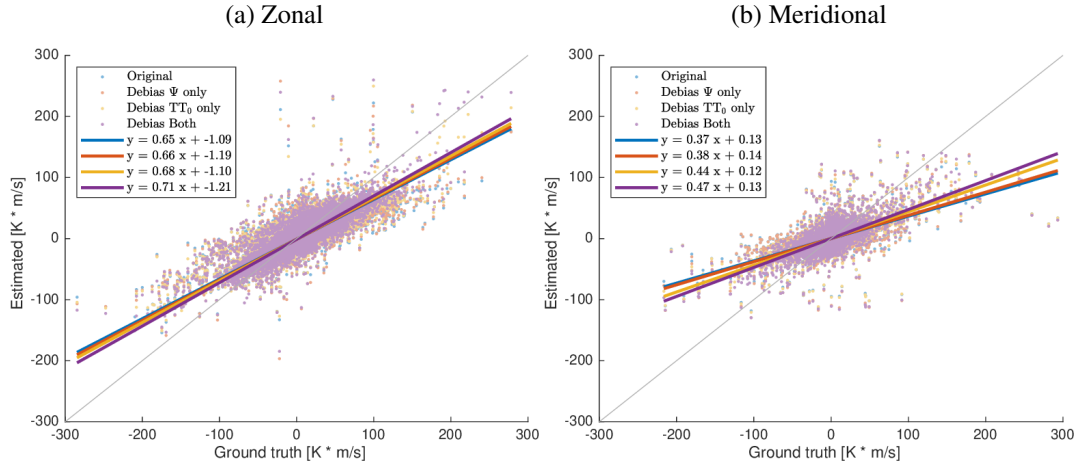 (a) Zonal
300
200
100
0
-100
-200
-300
-300
-200
-100
0
100
200
300
Estimated [K * m/s]
Ground truth [K * m/s]
Original
Debias Ψ only
Debias TT₀ only
Debias Both
y = 0.65 x + -1.09
y = 0.66 x + -1.19
y = 0.68 x + -1.10
y = 0.71 x + -1.21
(b) Meridional
300
200
100
0
-100
-200
-300
-300
-200
-100
0
100
200
300
Estimated [K * m/s]
Ground truth [K * m/s]
Original
Debias Ψ only
Debias TT₀ only
Debias Both
y = 0.37 x + 0.13
y = 0.38 x + 0.14
y = 0.44 x + 0.12
y = 0.47 x + 0.13